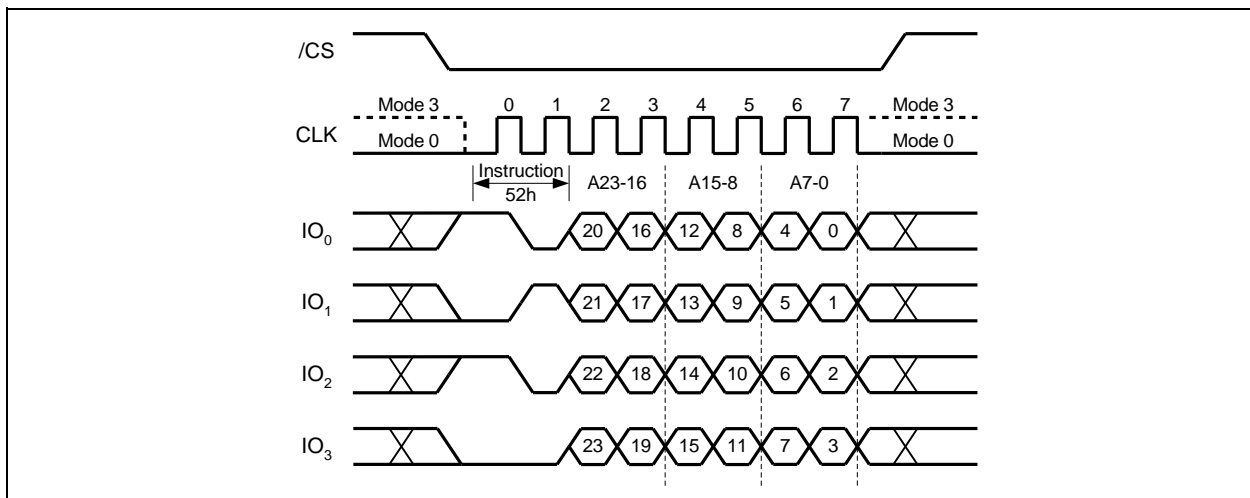 /CS
Mode 3 0 1 2 3 4 5 6 7 Mode 3
CLK
Mode 0 Mode 0
Instruction A23-16 A15-8 A7-0
52h
IO0 20 16 12 8 4 0
IO1 21 17 13 9 5 1
IO2 22 18 14 10 6 2
IO3 23 19 15 11 7 3